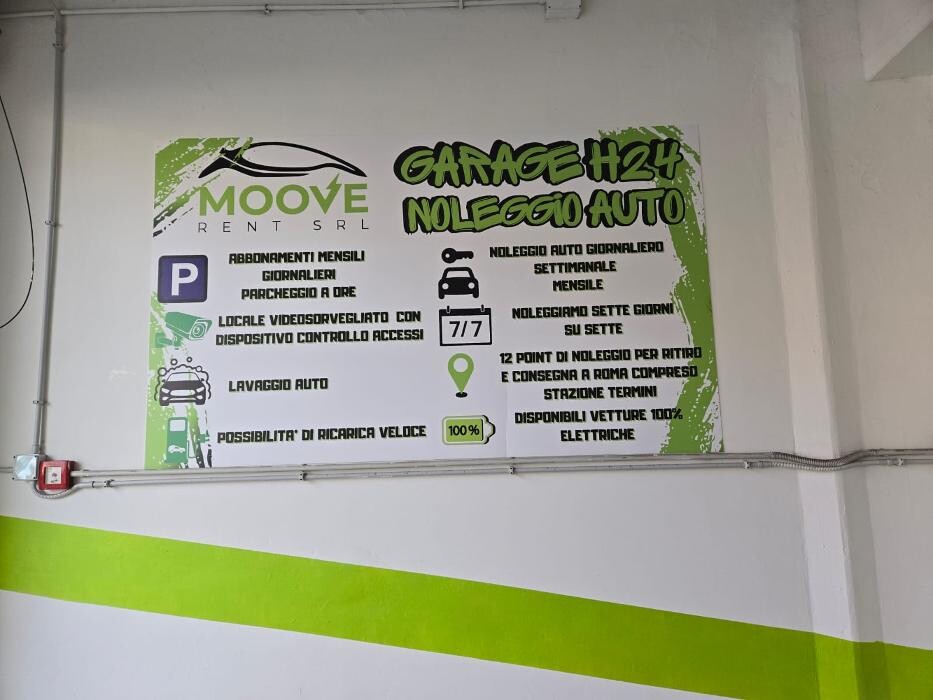 MOOVE
RENT SRL
GARAGE H24
NOLEGGIO AUTO
P
ABBONAMENTI MENSILI
GIORNALIERI
PARCHEGGIO A ORE
LOCALE VIDEOSORVEGLIATO CON
DISPOSITIVO CONTROLLO ACCESSI
LAVAGGIO AUTO
POSSIBILITA' DI RICARICA VELOCE
NOLEGGIO AUTO GIORNALIERO
SETTIMANALE
MENSILE
7/7
NOLEGGIAMO SETTE GIORNI
SU SETTE
12 POINT DI NOLEGGIO PER RITIRO
E CONSEGNA A ROMA COMPRESO
STAZIONE TERMINI
100%
DISPONIBILI VETTURE 100%
ELETTRICHE